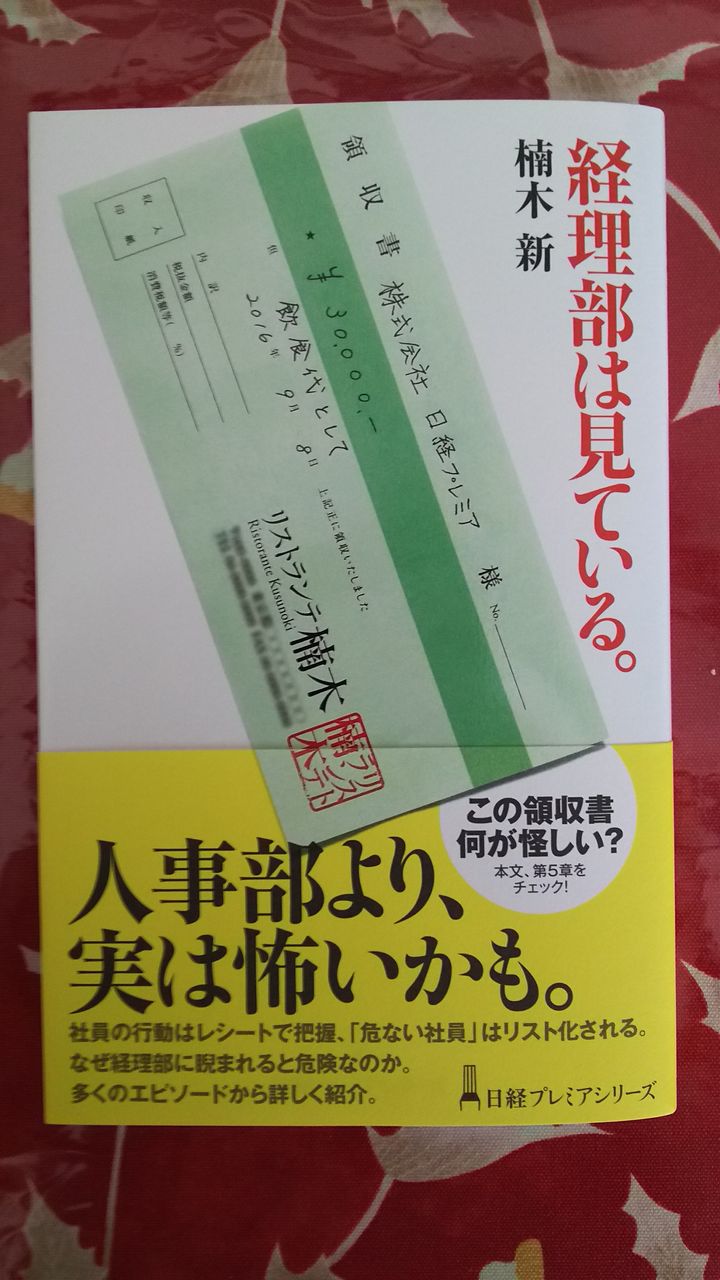 経理部は見ている。
楠木 新
領収書
株式会社 日経プレミア 様
No.
★ ¥30,000.-
但 飲食代として
2016年 9月 8日
上記正に領収いたしました
内訳
税抜金額
消費税額等( %)
収入
印紙
リストランテ楠木
Ristorante Kusunoki
リストランテ楠木
この領収書
何が怪しい?
本文、第5章を
チェック!
人事部より、
実は怖いかも。
社員の行動はレシートで把握、「危ない社員」はリスト化される。
なぜ経理部に睨まれると危険なのか。
多くのエピソードから詳しく紹介。
日経プレミアシリーズ